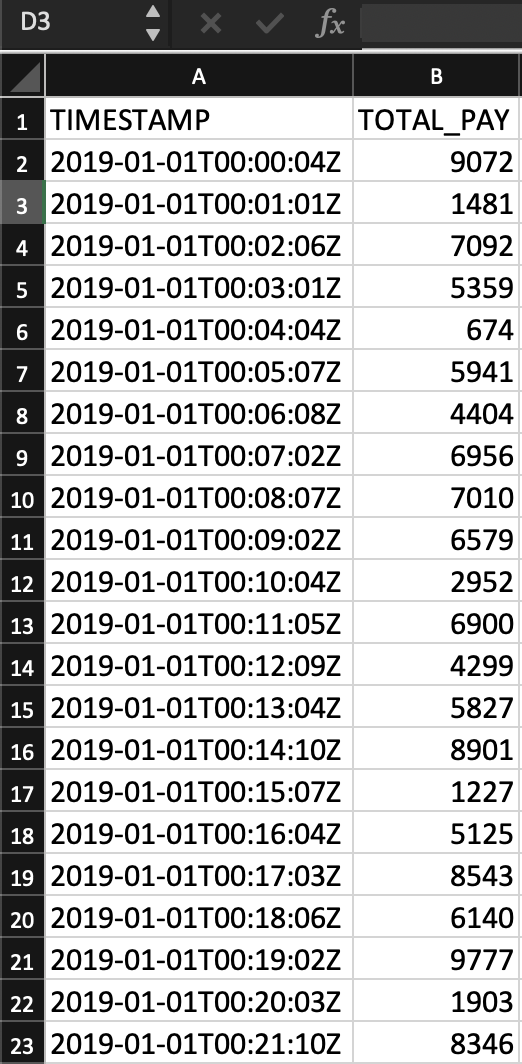 D3 fx
A B
1 TIMESTAMP TOTAL_PAY
2 2019-01-01T00:00:04Z 9072
3 2019-01-01T00:01:01Z 1481
4 2019-01-01T00:02:06Z 7092
5 2019-01-01T00:03:01Z 5359
6 2019-01-01T00:04:04Z 674
7 2019-01-01T00:05:07Z 5941
8 2019-01-01T00:06:08Z 4404
9 2019-01-01T00:07:02Z 6956
10 2019-01-01T00:08:07Z 7010
11 2019-01-01T00:09:02Z 6579
12 2019-01-01T00:10:04Z 2952
13 2019-01-01T00:11:05Z 6900
14 2019-01-01T00:12:09Z 4299
15 2019-01-01T00:13:04Z 5827
16 2019-01-01T00:14:10Z 8901
17 2019-01-01T00:15:07Z 1227
18 2019-01-01T00:16:04Z 5125
19 2019-01-01T00:17:03Z 8543
20 2019-01-01T00:18:06Z 6140
21 2019-01-01T00:19:02Z 9777
22 2019-01-01T00:20:03Z 1903
23 2019-01-01T00:21:10Z 8346